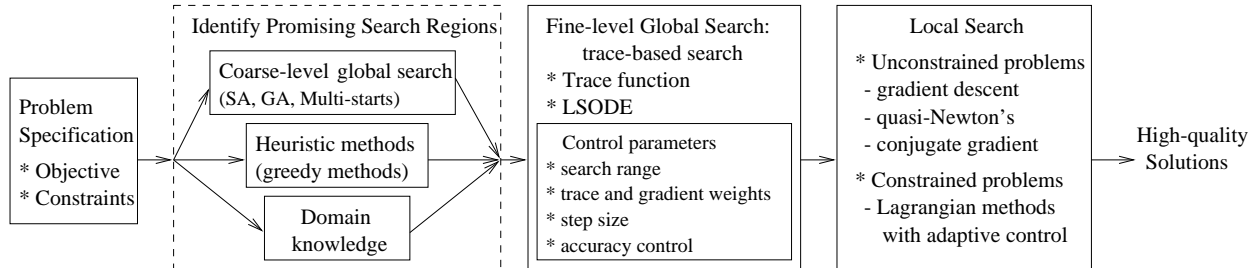 Problem
Specification
* Objective
* Constraints
Identify Promising Search Regions
Coarse-level global search
(SA, GA, Multi-starts)
Heuristic methods
(greedy methods)
Domain
knowledge
Fine-level Global Search:
trace-based search
* Trace function
* LSODE
Control parameters
* search range
* trace and gradient weights
* step size
* accuracy control
Local Search
* Unconstrained problems
- gradient descent
- quasi-Newton's
- conjugate gradient
* Constrained problems
- Lagrangian methods
with adaptive control
High-quality
Solutions